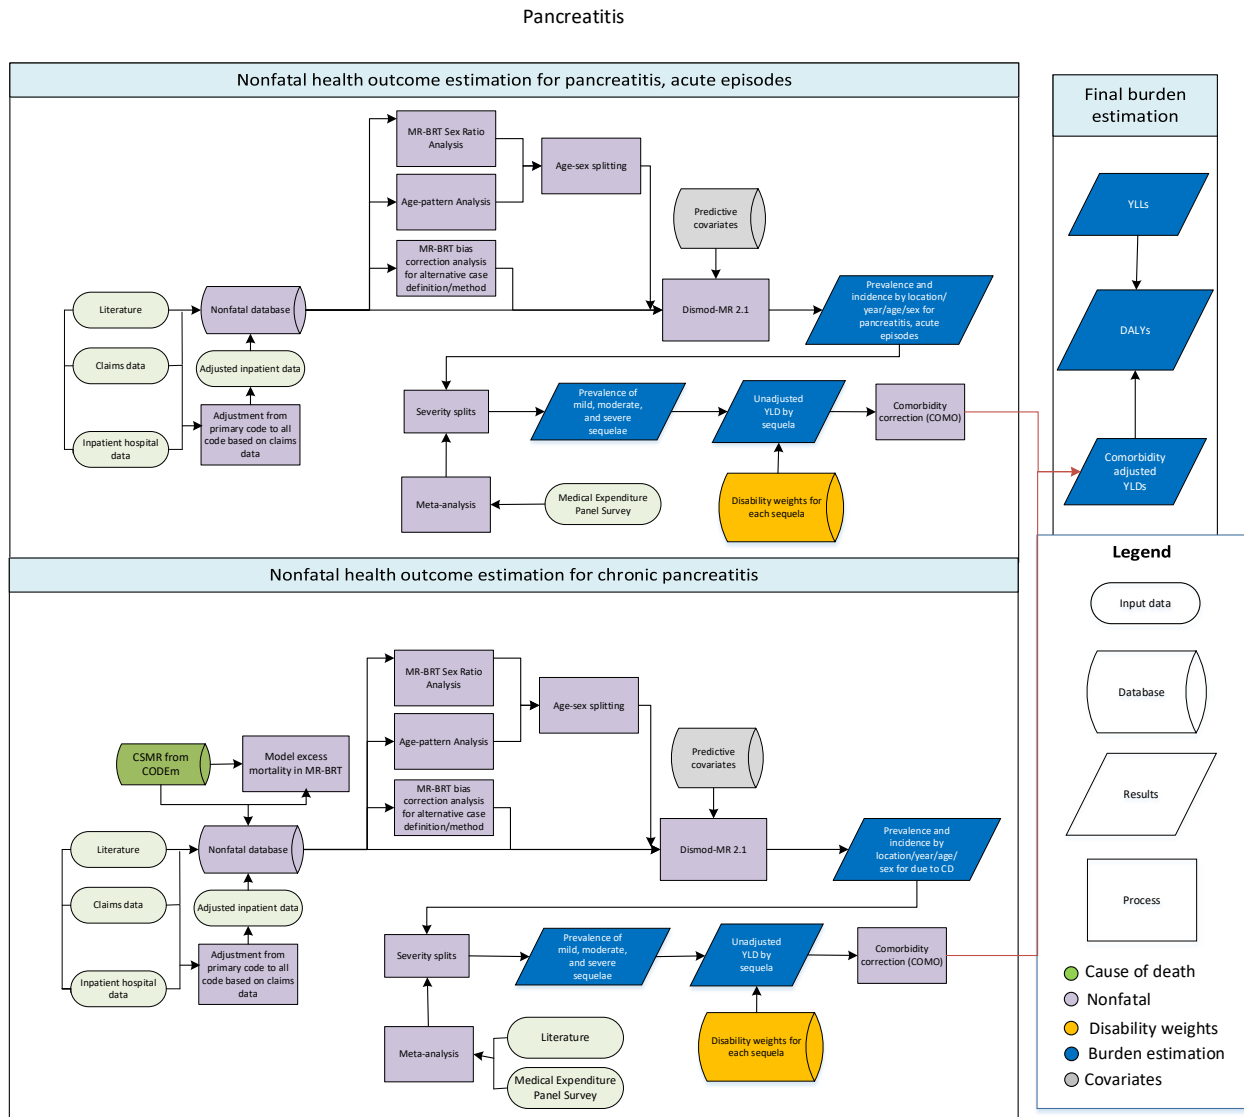 Pancreatitis
Nonfatal health outcome estimation for pancreatitis, acute episodes
MR-BRT Sex Ratio
Analysis
Age-sex splitting
Age-pattern Analysis
Predictive
covariates
MR-BRT bias
correction analysis
for alternative case
definition/method
Literature
Nonfatal database
Dismod-MR 2.1
Prevalence and
incidence by location/
year/age/sex for
pancreatitis, acute
episodes
Claims data
Adjusted inpatient data
Inpatient hospital
data
Adjustment from
primary code to all
code based on claims
data
Severity splits
Prevalence of
mild, moderate,
and severe
sequelae
Unadjusted
YLD by
sequela
Comorbidity
correction (COMO)
Meta-analysis
Medical Expenditure
Panel Survey
Disability weights for
each sequela
Final burden
estimation
YLLs
DALYs
Comorbidity
adjusted
YLDs
Nonfatal health outcome estimation for chronic pancreatitis
MR-BRT Sex Ratio
Analysis
Age-sex splitting
Age-pattern Analysis
Predictive
covariates
CSMR from
CODEm
Model excess
mortality in MR-BRT
MR-BRT bias
correction analysis
for alternative case
definition/method
Literature
Nonfatal database
Dismod-MR 2.1
Prevalence and
incidence by
location/year/age/
sex for due to CD
Claims data
Adjusted inpatient data
Inpatient hospital
data
Adjustment from
primary code to all
code based on claims
data
Severity splits
Prevalence of
mild, moderate,
and severe
sequelae
Unadjusted
YLD by
sequela
Comorbidity
correction (COMO)
Meta-analysis
Literature
Medical Expenditure
Panel Survey
Disability weights for
each sequela
Legend
Input data
Database
Results
Process
Cause of death
Nonfatal
Disability weights
Burden estimation
Covariates